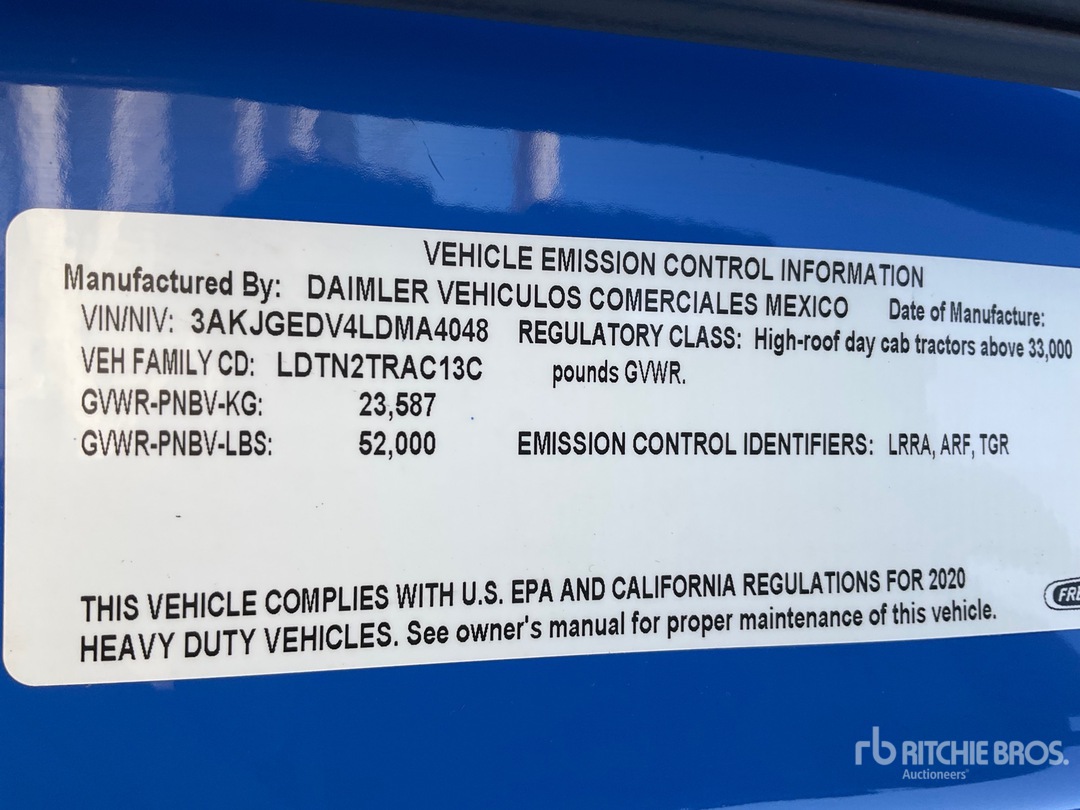 VEHICLE EMISSION CONTROL INFORMATION
Manufactured By: DAIMLER VEHICULOS COMERCIALES MEXICO Date of Manufacture:
VIN/NIV: 3AKJGEDV4LDMA4048 REGULATORY CLASS: High-roof day cab tractors above 33,000
VEH FAMILY CD: LDTN2TRAC13C pounds GVWR.
GVWR-PNBV-KG: 23,587
GVWR-PNBV-LBS: 52,000 EMISSION CONTROL IDENTIFIERS: LRRA, ARF, TGR
THIS VEHICLE COMPLIES WITH U.S. EPA AND CALIFORNIA REGULATIONS FOR 2020
HEAVY DUTY VEHICLES. See owner's manual for proper maintenance of this vehicle.
rb RITCHIE BROS.
Auctioneers